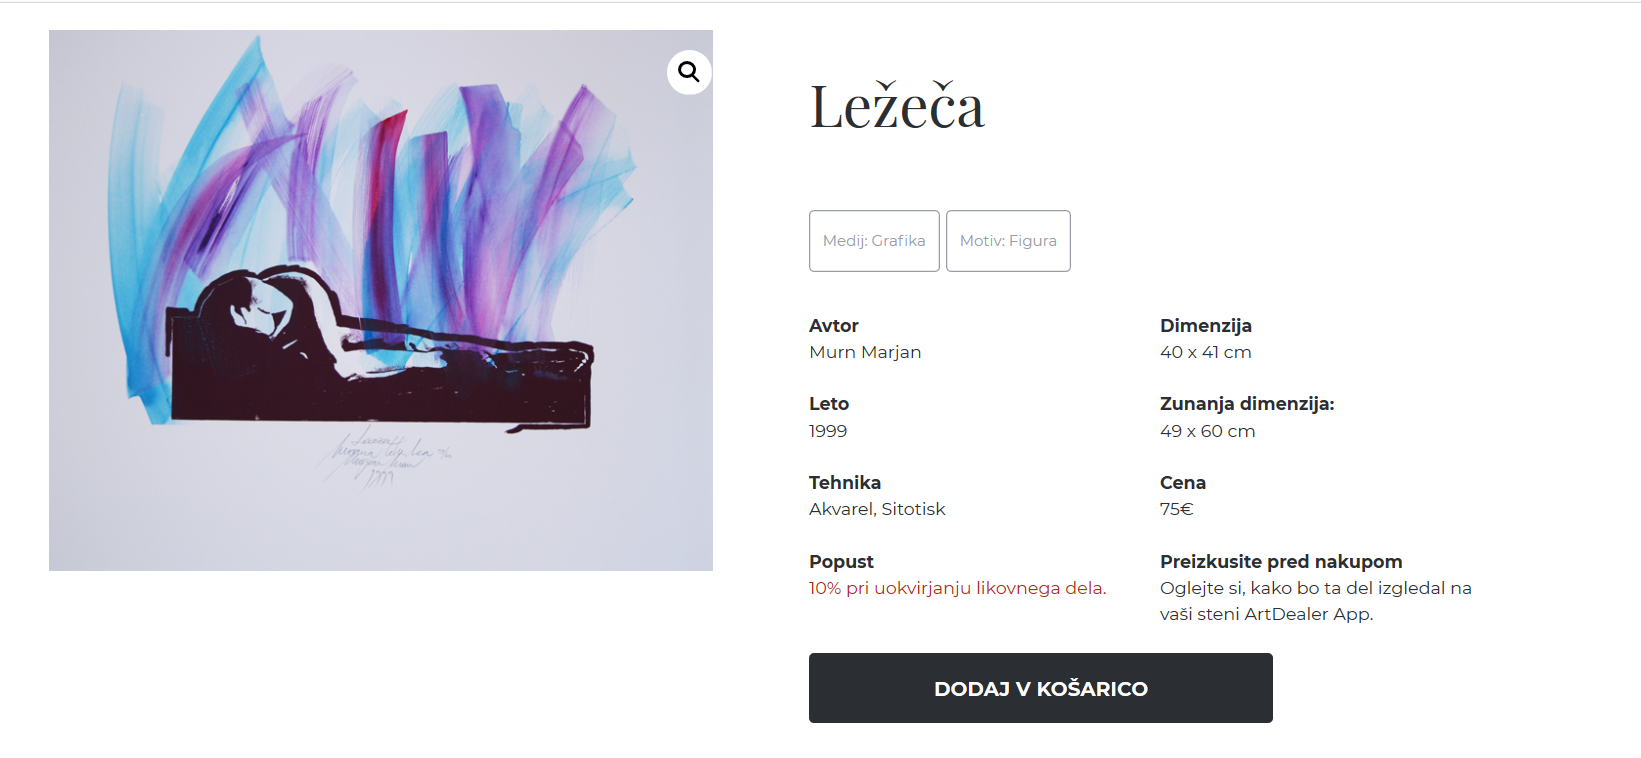 Ležeča
Medij: Grafika
Motiv: Figura
Avtor
Murn Marjan
Dimenzija
40 x 41 cm
Leto
1999
Zunanja dimenzija:
49 x 60 cm
Tehnika
Akvarel, Sitotisk
Cena
75€
Popust
10% pri uokvirjanju likovnega dela.
Preizkusite pred nakupom
Oglejte si, kako bo ta del izgledal na
vaši steni ArtDealer App.
DODAJ V KOŠARICO
1999